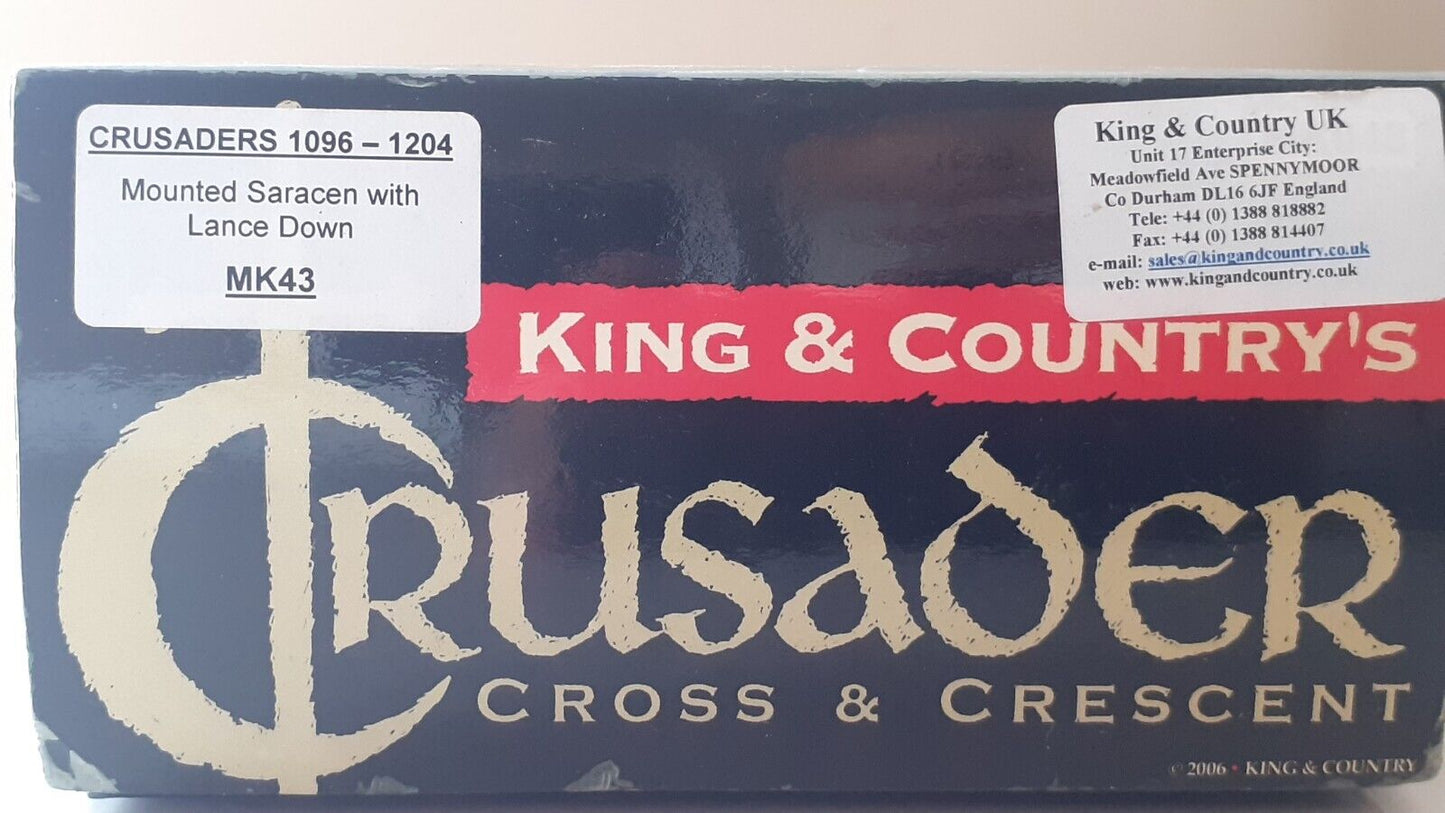 CRUSADERS 1096 – 1204
Mounted Saracen with
Lance Down
MK43
King & Country UK
Unit 17 Enterprise City:
Meadowfield Ave SPENNYMOOR
Co Durham DL16 6JF England
Tele: +44 (0) 1388 818882
Fax: +44 (0) 1388 814407
e-mail: sales@kingandcountry.co.uk
web: www.kingandcountry.co.uk
KING & COUNTRY'S
CRUSADER
CROSS & CRESCENT
© 2006 • KING & COUNTRY